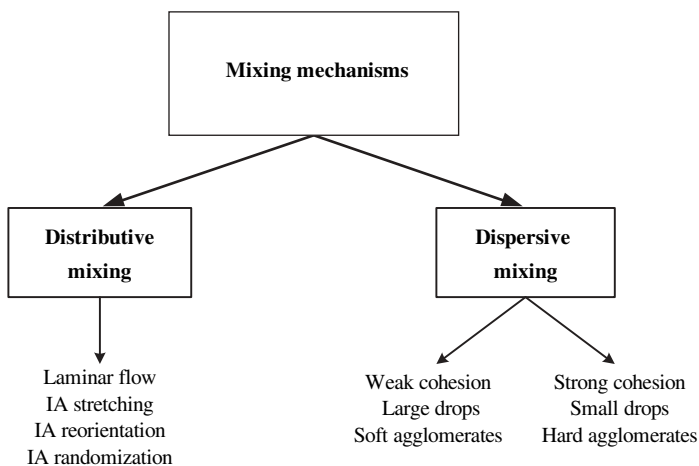 Mixing mechanisms
Distributive
mixing
Dispersive
mixing
Laminar flow
IA stretching
IA reorientation
IA randomization
Weak cohesion
Large drops
Soft agglomerates
Strong cohesion
Small drops
Hard agglomerates